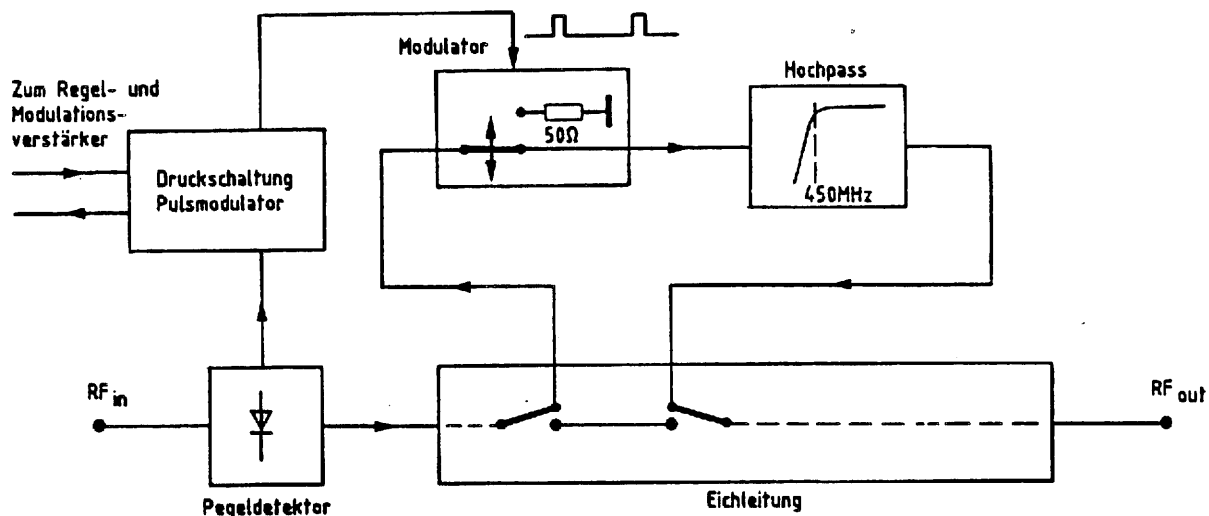 Modulator
Hochpass
Zum Regel- und
Modulations-
verstärker
50Ω
Druckschaltung
Pulsmodulator
450MHz
RF in
RF out
Pegeldetektor
Eichleitung